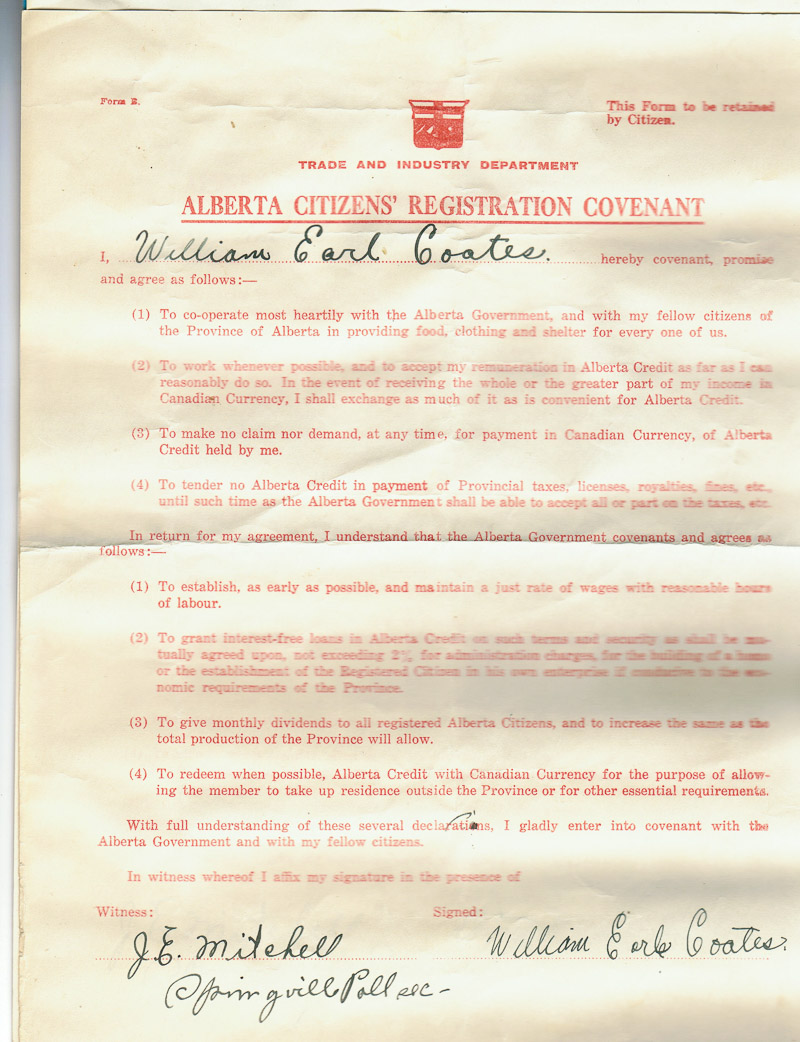 Form B.
This Form to be retained
by Citizen.
TRADE AND INDUSTRY DEPARTMENT
ALBERTA CITIZENS' REGISTRATION COVENANT
I, William Earl Coates. hereby covenant, promise
and agree as follows:—
(1) To co-operate most heartily with the Alberta Government, and with my fellow citizens of
the Province of Alberta in providing food, clothing and shelter for every one of us.
(2) To work whenever possible, and to accept my remuneration in Alberta Credit as far as I can
reasonably do so. In the event of receiving the whole or the greater part of my income in
Canadian Currency, I shall exchange as much of it as is convenient for Alberta Credit.
(3) To make no claim nor demand, at any time, for payment in Canadian Currency, of Alberta
Credit held by me.
(4) To tender no Alberta Credit in payment of Provincial taxes, licenses, royalties, fines, etc.,
until such time as the Alberta Government shall be able to accept all or part on the taxes, etc.
In return for my agreement, I understand that the Alberta Government covenants and agrees as
follows:—
(1) To establish, as early as possible, and maintain a just rate of wages with reasonable hours
of labour.
(2) To grant interest-free loans in Alberta Credit on such terms and security as shall be mu-
tually agreed upon, not exceeding 2% for administration charges, for the building of a home
or the establishment of the Registered Citizen in his own enterprise if conducive to the eco-
nomic requirements of the Province.
(3) To give monthly dividends to all registered Alberta Citizens, and to increase the same as the
total production of the Province will allow.
(4) To redeem when possible, Alberta Credit with Canadian Currency for the purpose of allow-
ing the member to take up residence outside the Province or for other essential requirements.
With full understanding of these several declarations, I gladly enter into covenant with the
Alberta Government and with my fellow citizens.
In witness whereof I affix my signature in the presence of
Witness: Signed:
J. E. Mitchell William Earle Coates.
Springville Poll sec-